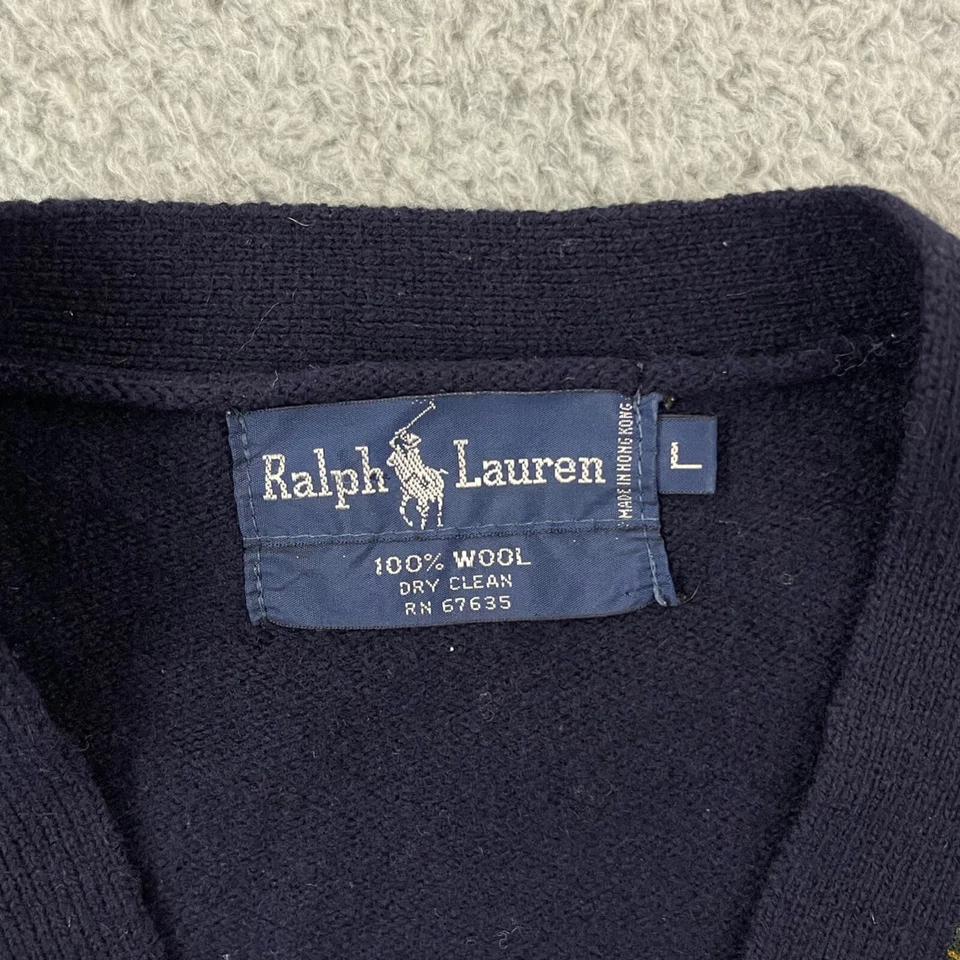 Ralph Lauren
MADE IN HONG KONG
L
100% WOOL
DRY CLEAN
RN 67635